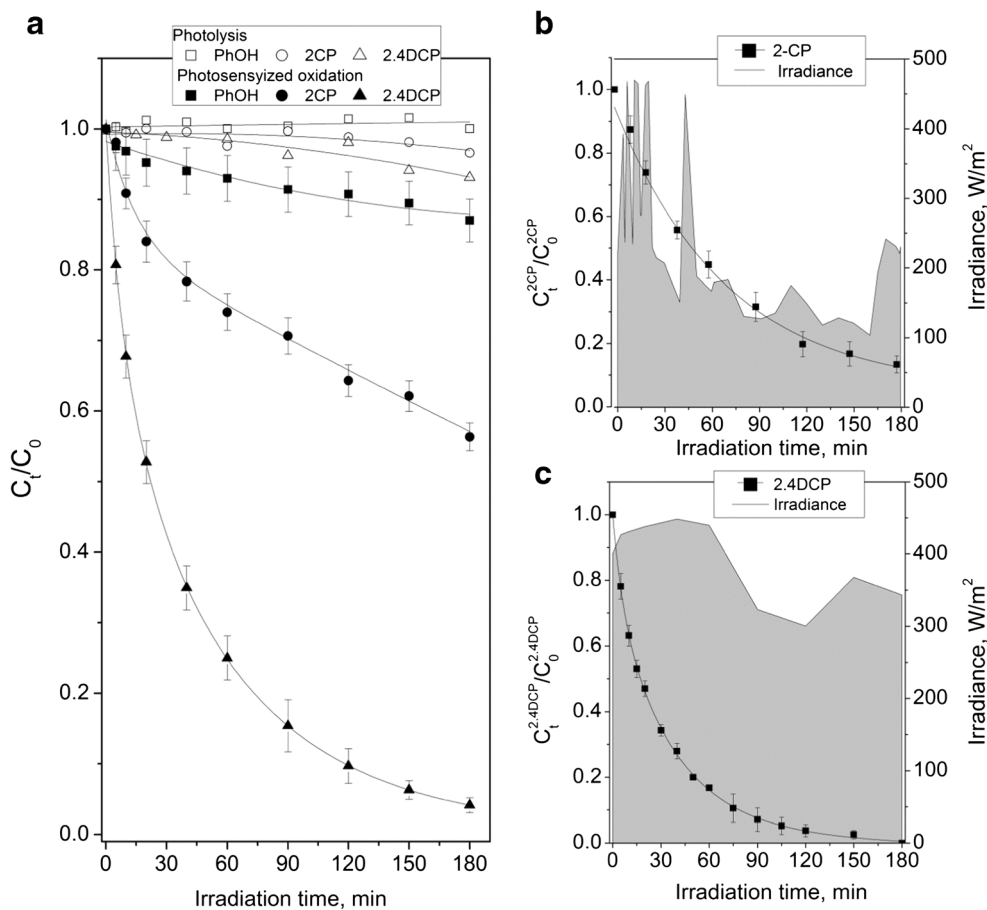 a
Photolysis
PhOH 2CP 2.4DCP
Photosensyized oxidation
PhOH 2CP 2.4DCP
1.0
0.8
0.6
0.4
0.2
0.0
Ct/C0
0 30 60 90 120 150 180
Irradiation time, min
b
2-CP
Irradiance
1.0
0.8
0.6
0.4
0.2
0.0
Ct2CP/C02CP
500
400
300
200
100
0
Irradiance, W/m2
0 30 60 90 120 150 180
Irradiation time, min
c
2.4DCP
Irradiance
1.0
0.8
0.6
0.4
0.2
0.0
Ct2.4DCP/C02.4DCP
500
400
300
200
100
0
Irradiance, W/m2
0 30 60 90 120 150 180
Irradiation time, min